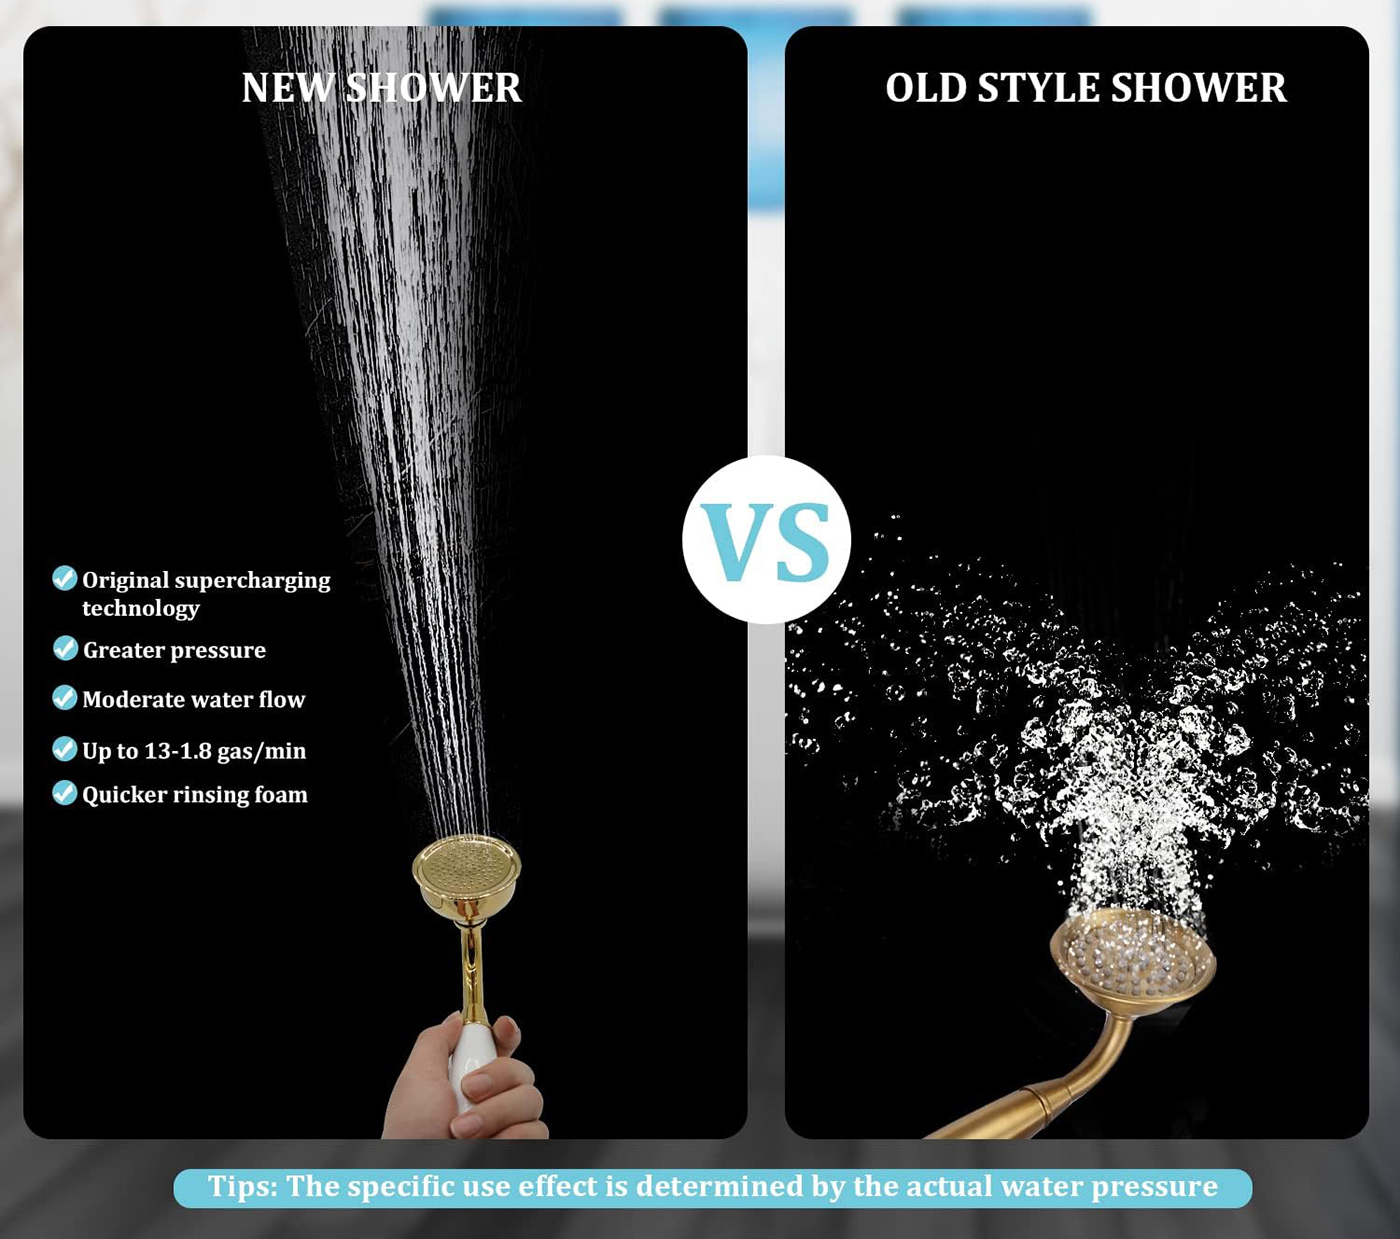 NEW SHOWER
OLD STYLE SHOWER
VS
Original supercharging
technology
Greater pressure
Moderate water flow
Up to 13-1.8 gas/min
Quicker rinsing foam
Tips: The specific use effect is determined by the actual water pressure